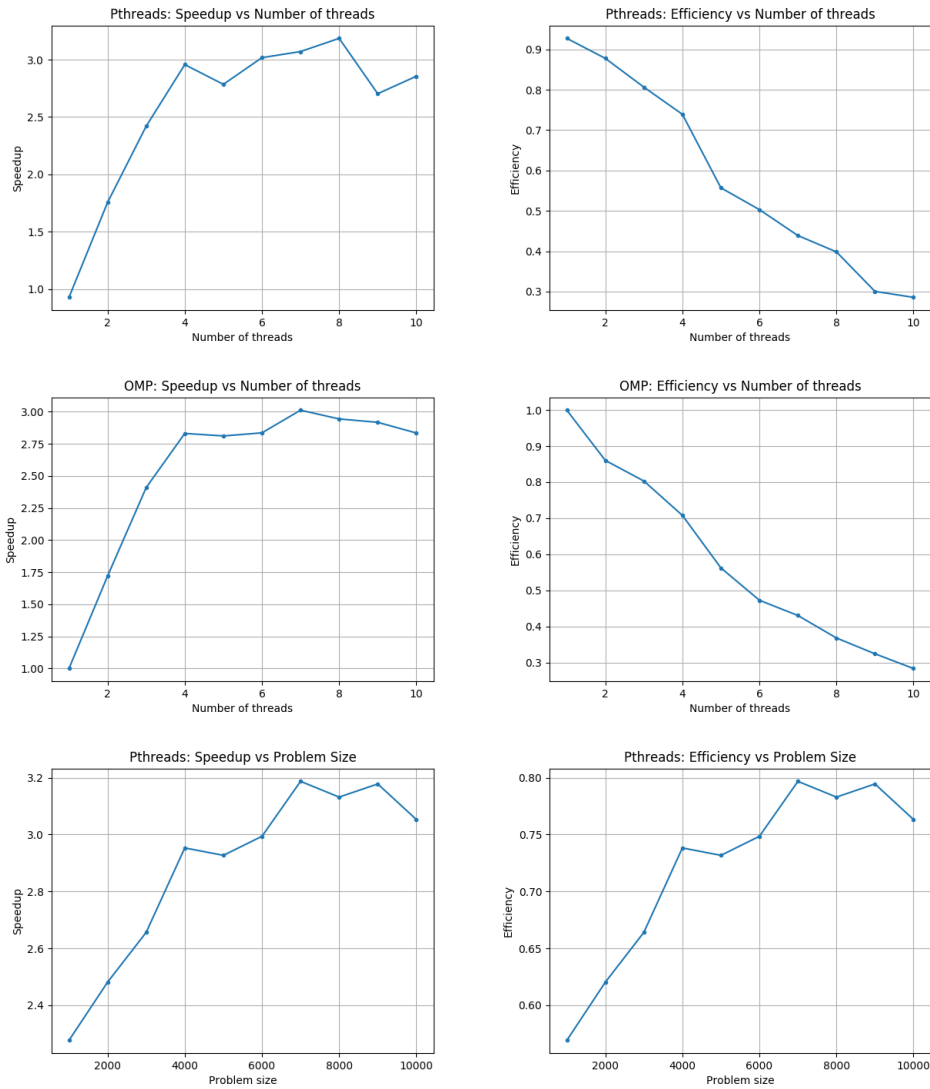 Pthreads: Speedup vs Number of threads
3.0
2.5
2.0
1.5
1.0
Speedup
2 4 6 8 10
Number of threads
Pthreads: Efficiency vs Number of threads
0.9
0.8
0.7
0.6
0.5
0.4
0.3
Efficiency
2 4 6 8 10
Number of threads
OMP: Speedup vs Number of threads
3.00
2.75
2.50
2.25
2.00
1.75
1.50
1.25
1.00
Speedup
2 4 6 8 10
Number of threads
OMP: Efficiency vs Number of threads
1.0
0.9
0.8
0.7
0.6
0.5
0.4
0.3
Efficiency
2 4 6 8 10
Number of threads
Pthreads: Speedup vs Problem Size
3.2
3.0
2.8
2.6
2.4
Speedup
2000 4000 6000 8000 10000
Problem size
Pthreads: Efficiency vs Problem Size
0.80
0.75
0.70
0.65
0.60
Efficiency
2000 4000 6000 8000 10000
Problem size